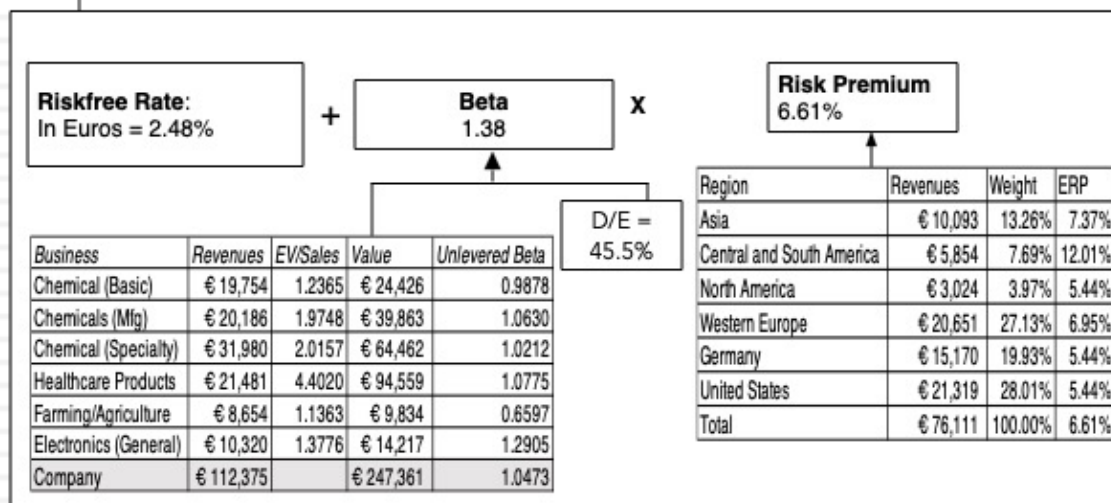 Riskfree Rate:
In Euros = 2.48%
+
Beta
1.38
X
Risk Premium
6.61%
D/E =
45.5%
Business Revenues EV/Sales Value Unlevered Beta
Chemical (Basic) € 19,754 1.2365 € 24,426 0.9878
Chemicals (Mfg) € 20,186 1.9748 € 39,863 1.0630
Chemical (Specialty) € 31,980 2.0157 € 64,462 1.0212
Healthcare Products € 21,481 4.4020 € 94,559 1.0775
Farming/Agriculture € 8,654 1.1363 € 9,834 0.6597
Electronics (General) € 10,320 1.3776 € 14,217 1.2905
Company € 112,375 € 247,361 1.0473
Region Revenues Weight ERP
Asia € 10,093 13.26% 7.37%
Central and South America € 5,854 7.69% 12.01%
North America € 3,024 3.97% 5.44%
Western Europe € 20,651 27.13% 6.95%
Germany € 15,170 19.93% 5.44%
United States € 21,319 28.01% 5.44%
Total € 76,111 100.00% 6.61%